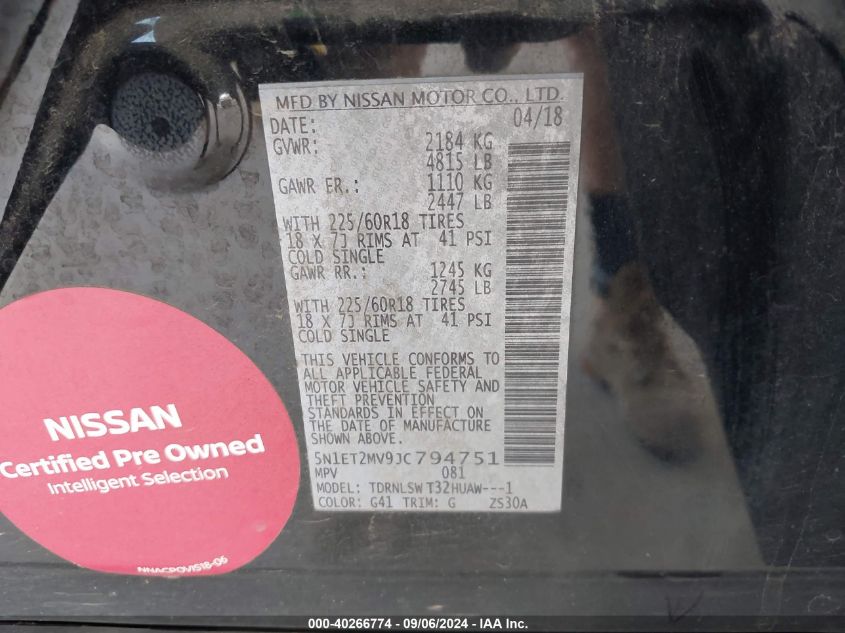 MFD BY NISSAN MOTOR CO., LTD.
DATE: 04/18
GVWR: 2184 KG
4815 LB
GAWR FR.: 1110 KG
2447 LB
WITH 225/60R18 TIRES
18 X 7J RIMS AT 41 PSI
COLD SINGLE
GAWR RR.: 1245 KG
2745 LB
WITH 225/60R18 TIRES
18 X 7J RIMS AT 41 PSI
COLD SINGLE
THIS VEHICLE CONFORMS TO
ALL APPLICABLE FEDERAL
MOTOR VEHICLE SAFETY AND
THEFT PREVENTION
STANDARDS IN EFFECT ON
THE DATE OF MANUFACTURE
SHOWN ABOVE.
5N1ET2MV9JC794751
MPV 081
MODEL: TDRNLSW T32HUAW---1
COLOR: G41 TRIM: G ZS30A
NISSAN
Certified Pre Owned
Intelligent Selection
NNACPOVIS18-06
000-40266774 - 09/06/2024 - IAA Inc.